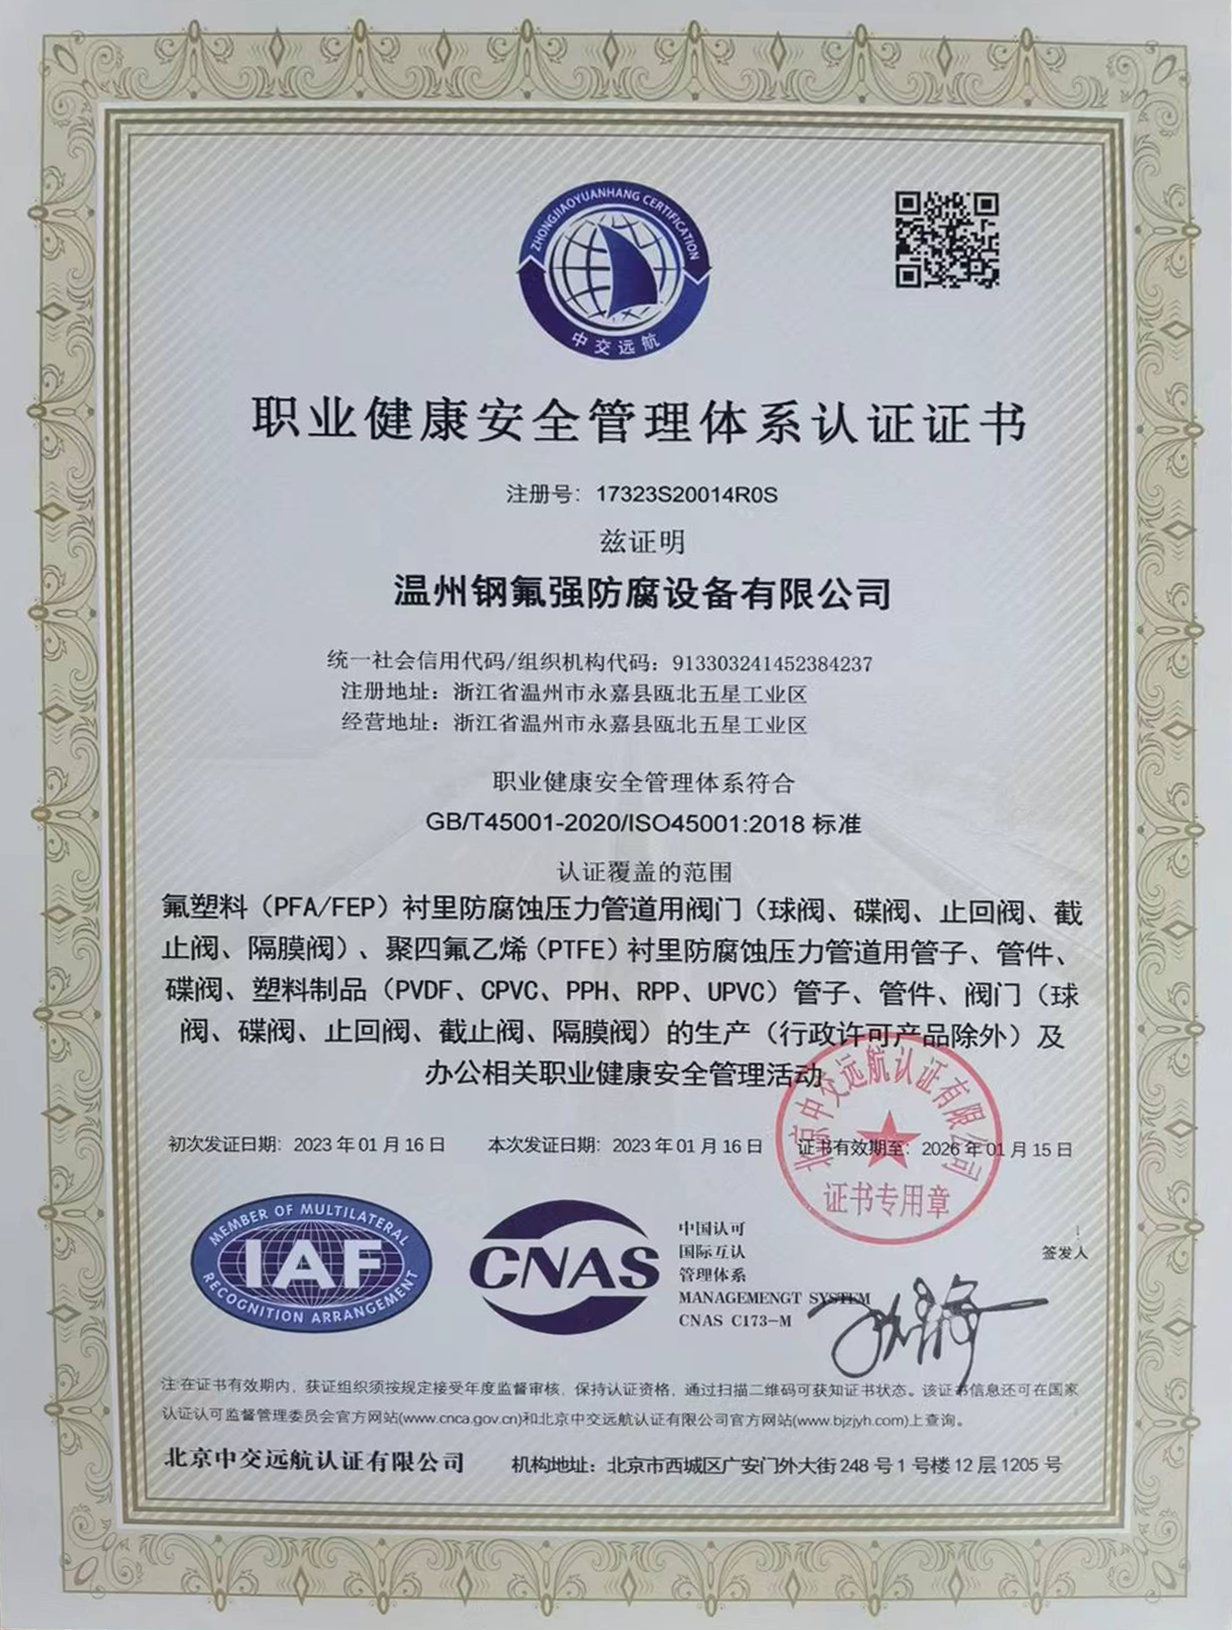 ZHONGJIAOYUANHANG CERTIFICATION
中交远航
职业健康安全管理体系认证证书
注册号：17323S20014R0S
兹证明
温州钢氟强防腐设备有限公司
统一社会信用代码/组织机构代码：913303241452384237
注册地址：浙江省温州市永嘉县瓯北五星工业区
经营地址：浙江省温州市永嘉县瓯北五星工业区
职业健康安全管理体系符合
GB/T45001-2020/ISO45001:2018 标准
认证覆盖的范围
氟塑料（PFA/FEP）衬里防腐蚀压力管道用阀门（球阀、碟阀、止回阀、截
止阀、隔膜阀）、聚四氟乙烯（PTFE）衬里防腐蚀压力管道用管子、管件、
碟阀、塑料制品（PVDF、CPVC、PPH、RPP、UPVC）管子、管件、阀门（球
阀、碟阀、止回阀、截止阀、隔膜阀）的生产（行政许可产品除外）及
办公相关职业健康安全管理活动
初次发证日期：2023 年 01 月 16 日 本次发证日期：2023 年 01 月 16 日 证书有效期至：2026 年 01 月 15 日
北京中交远航认证有限公司
证书专用章
MEMBER OF MULTILATERAL
IAF
RECOGNITION ARRANGEMENT
CNAS
中国认可
国际互认
管理体系
MANAGEMENGT SYSTEM
CNAS C173-M
签发人
注:在证书有效期内，获证组织须按规定接受年度监督审核，保持认证资格，通过扫描二维码可获知证书状态。该证书信息还可在国家
认证认可监督管理委员会官方网站(www.cnca.gov.cn)和北京中交远航认证有限公司官方网站(www.bjzjyh.com)上查询。
北京中交远航认证有限公司 机构地址：北京市西城区广安门外大街 248 号 1 号楼 12 层 1205 号